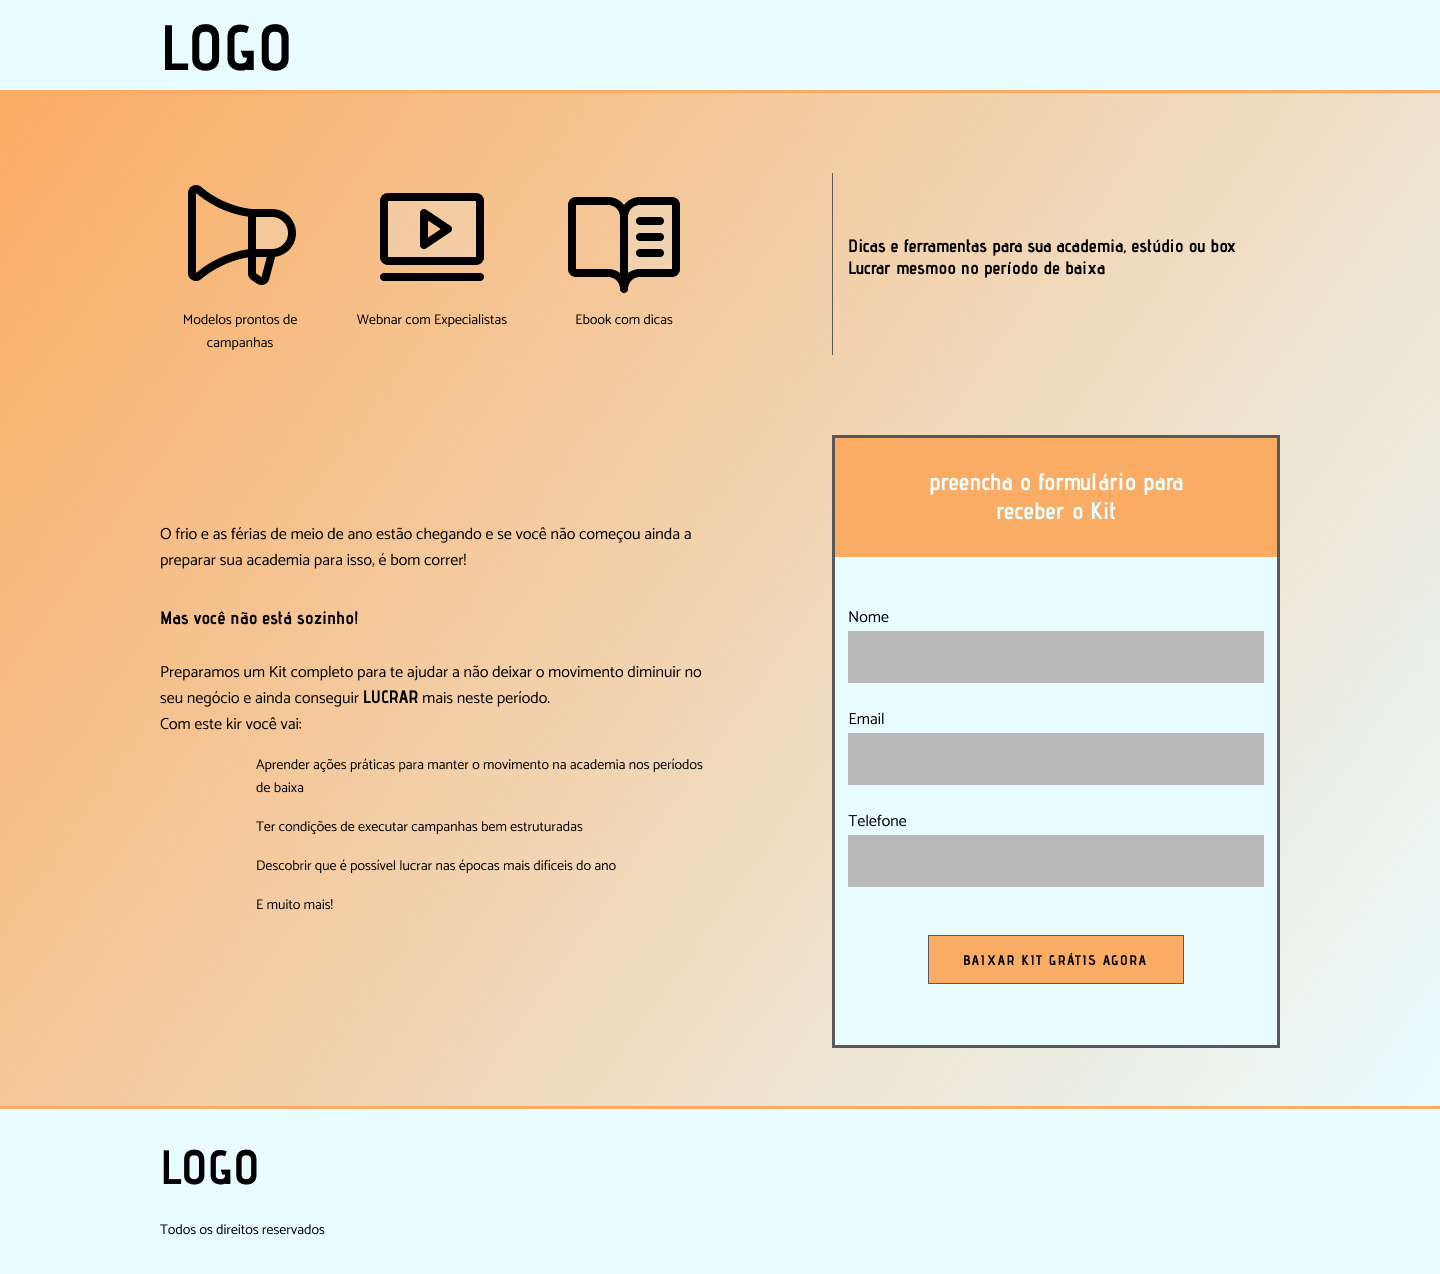 LOGO
Modelos prontos de
campanhas
Webnar com Expecialistas
Ebook com dicas
Dicas e ferramentas para sua academia, estúdio ou box
Lucrar mesmoo no período de baixa
O frio e as férias de meio de ano estão chegando e se você não começou ainda a
preparar sua academia para isso, é bom correr!
Mas você não está sozinho!
Preparamos um Kit completo para te ajudar a não deixar o movimento diminuir no
seu negócio e ainda conseguir LUCRAR mais neste período.
Com este kir você vai:
Aprender ações práticas para manter o movimento na academia nos períodos
de baixa
Ter condições de executar campanhas bem estruturadas
Descobrir que é possível lucrar nas épocas mais difíceis do ano
E muito mais!
preencha o formulário para
receber o Kit
Nome
Email
Telefone
BAIXAR KIT GRÁTIS AGORA
LOGO
Todos os direitos reservados